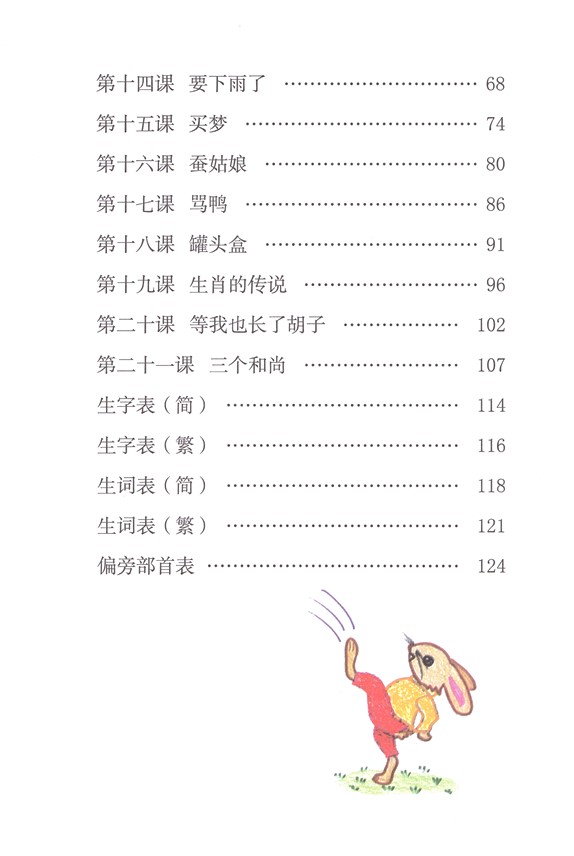 第十四课 要下雨了 …………………………… 68
第十五课 买梦 ………………………………… 74
第十六课 蚕姑娘 ……………………………… 80
第十七课 骂鸭 ………………………………… 86
第十八课 罐头盒 ……………………………… 91
第十九课 生肖的传说 ………………………… 96
第二十课 等我也长了胡子 ……………… 102
第二十一课 三个和尚 …………………… 107
生字表（简） ……………………………… 114
生字表（繁） ……………………………… 116
生词表（简） ……………………………… 118
生词表（繁） ……………………………… 121
偏旁部首表 ………………………………… 124